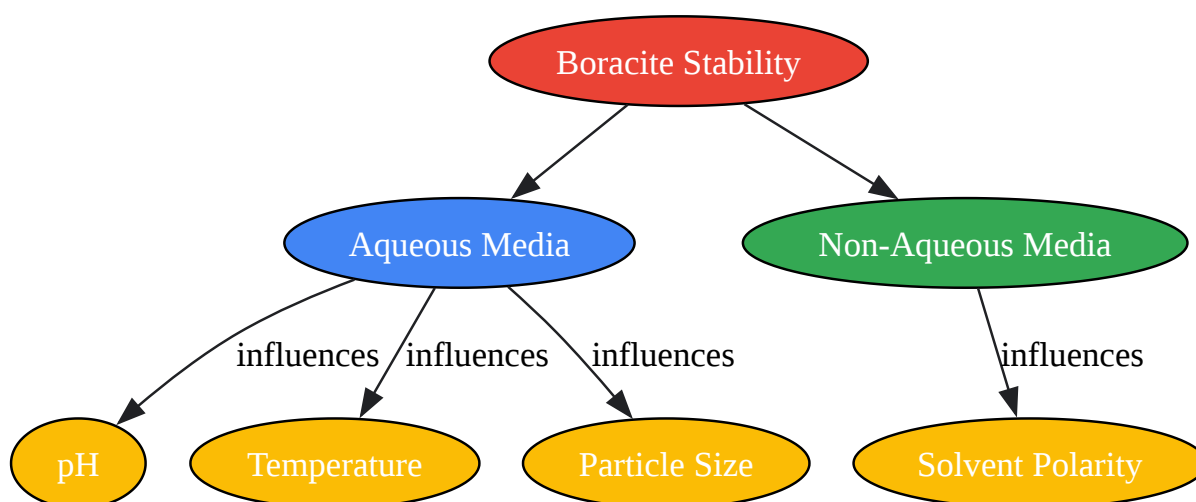 Boracite Stability
Aqueous Media
Non-Aqueous Media
influences
influences
influences
influences
pH
Temperature
Particle Size
Solvent Polarity